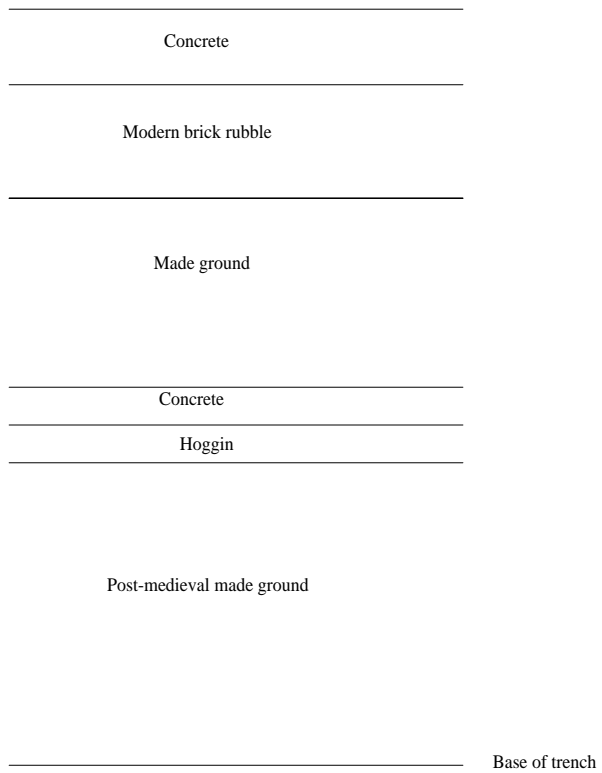 Concrete
Modern brick rubble
Made ground
Concrete
Hoggin
Post-medieval made ground
Base of trench